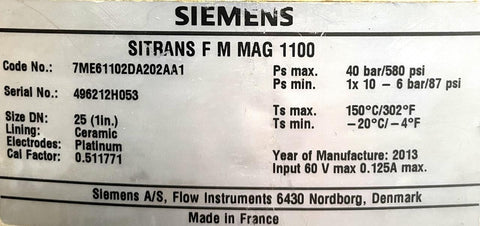 SIEMENS
SITRANS F M MAG 1100
Code No.: 7ME61102DA202AA1 Ps max. 40 bar/580 psi
Ps min. 1x 10 - 6 bar/87 psi
Serial No.: 496212H053
Ts max. 150°C/302°F
Size DN: 25 (1in.) Ts min -20°C/-4°F
Lining: Ceramic
Electrodes: Platinum Year of Manufacture: 2013
Cal Factor: 0.511771 Input 60 V max 0.125A max.
Siemens A/S, Flow Instruments 6430 Nordborg, Denmark
Made in France